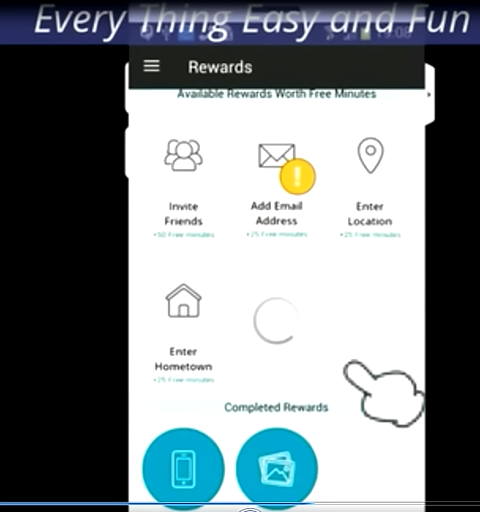 Every Thing Easy and Fun
Rewards
Available Rewards Worth Free Minutes
Invite
Friends
+50 Free minutes
Add Email
Address
+25 Free minutes
Enter
Location
+25 Free minutes
Enter
Hometown
+25 Free minutes
Completed Rewards